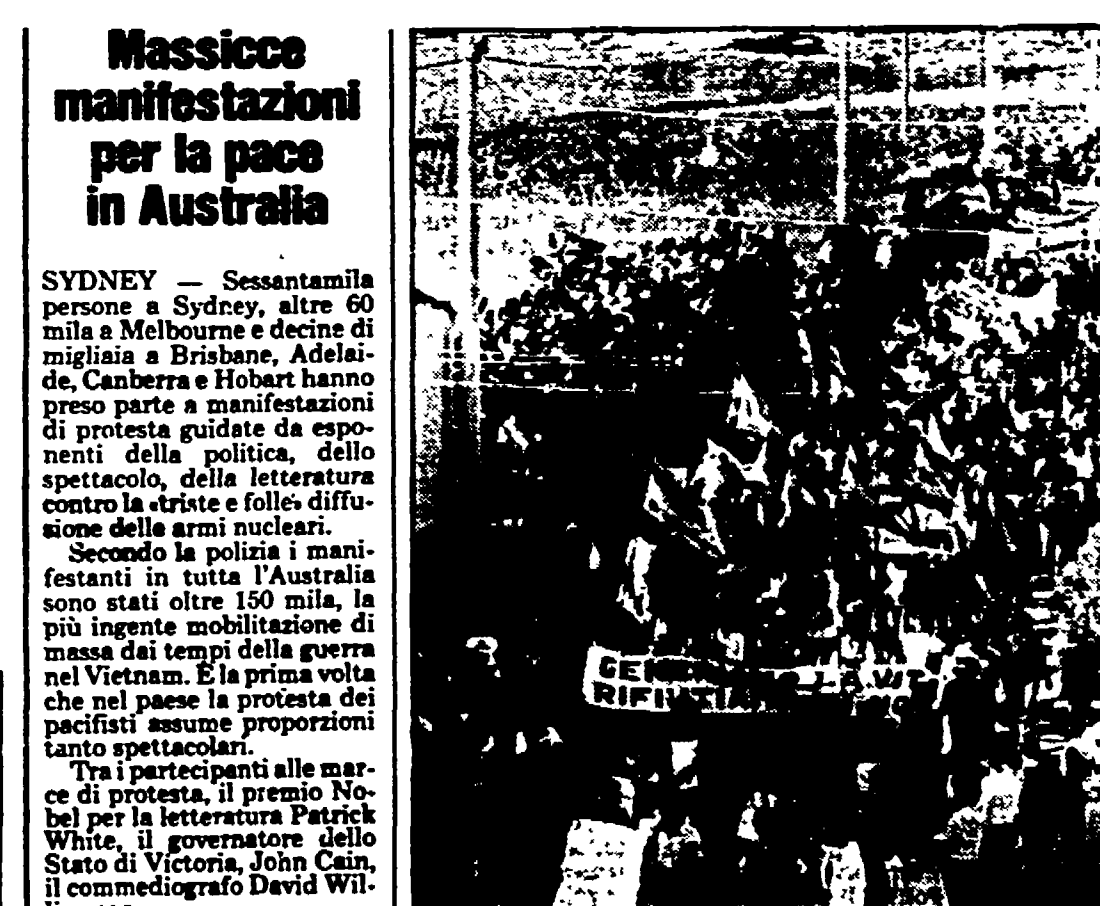 Massicce
manifestazioni
per la pace
in Australia
SYDNEY — Sessantamila
persone a Sydney, altre 60
mila a Melbourne e decine di
migliaia a Brisbane, Adelai-
de, Canberra e Hobart hanno
preso parte a manifestazioni
di protesta guidate da espo-
nenti della politica, dello
spettacolo, della letteratura
contro la «triste e folle» diffu-
sione delle armi nucleari.
Secondo la polizia i mani-
festanti in tutta l'Australia
sono stati oltre 150 mila, la
più ingente mobilitazione di
massa dai tempi della guerra
nel Vietnam. È la prima volta
che nel paese la protesta dei
pacifisti assume proporzioni
tanto spettacolari.
Tra i partecipanti alle mar-
ce di protesta, il premio No-
bel per la letteratura Patrick
White, il governatore dello
Stato di Victoria, John Cain,
il commediografo David Wil-
LA